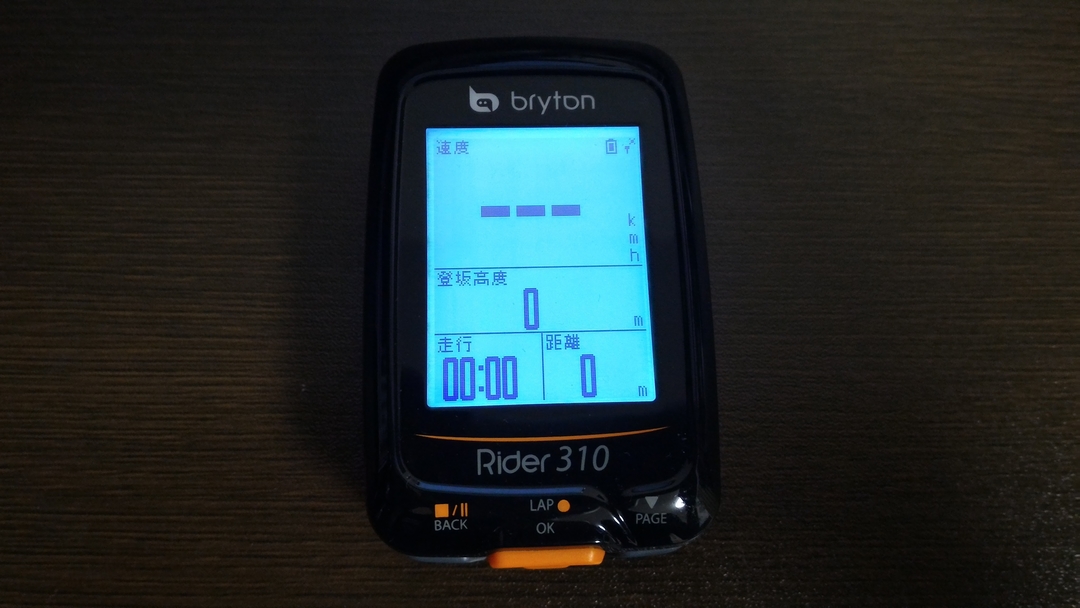 bryton
速度
---
km
h
登坂高度
0 m
走行 距離
00:00 0 m
Rider 310
/ LAP
BACK OK PAGE